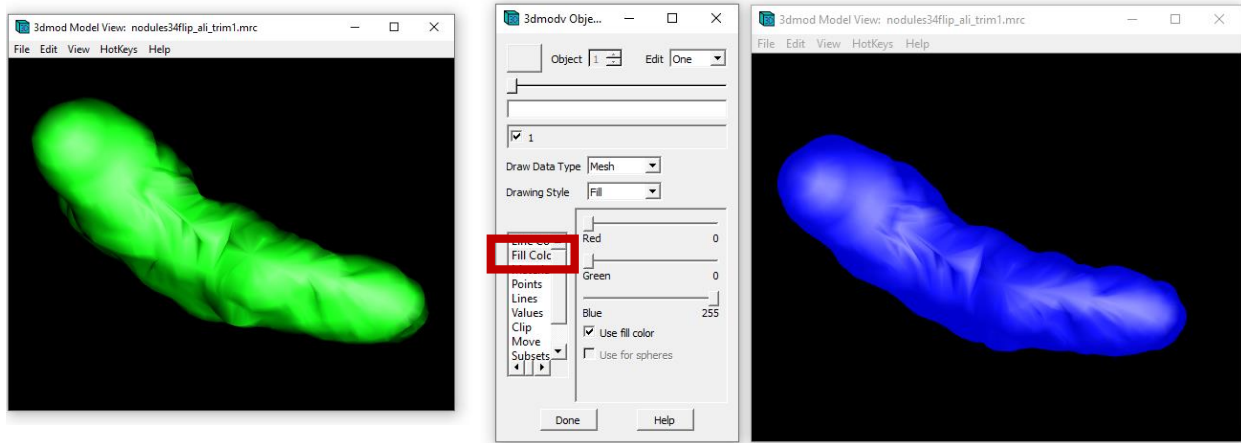 3dmod Model View: nodules34flip_ali_trim1.mrc
File Edit View HotKeys Help
3dmodv Obje...
Object 1
Edit One
1
Draw Data Type Mesh
Drawing Style Fill
Fill Colc
Points
Lines
Values
Clip
Move
Subsets
Red 0
Green 0
Blue 255
Use fill color
Use for spheres
Done
Help
3dmod Model View: nodules34flip_ali_trim1.mrc
File Edit View HotKeys Help